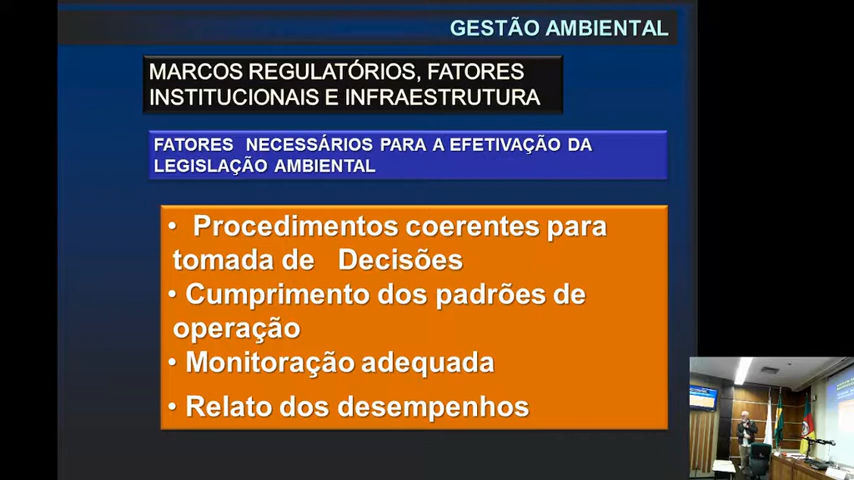 GESTÃO AMBIENTAL
MARCOS REGULATÓRIOS, FATORES
INSTITUCIONAIS E INFRAESTRUTURA
FATORES NECESSÁRIOS PARA A EFETIVAÇÃO DA
LEGISLAÇÃO AMBIENTAL
• Procedimentos coerentes para
tomada de Decisões
• Cumprimento dos padrões de
operação
• Monitoração adequada
• Relato dos desempenhos